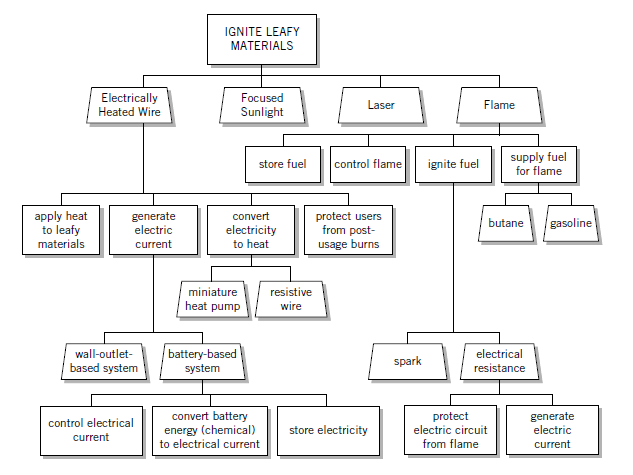 IGNITE LEAFY
MATERIALS
Electrically
Heated Wire
Focused
Sunlight
Laser
Flame
store fuel
control flame
ignite fuel
supply fuel
for flame
apply heat
to leafy
materials
generate
electric
current
convert
electricity
to heat
protect users
from post-
usage burns
butane
gasoline
miniature
heat pump
resistive
wire
wall-outlet-
based system
battery-based
system
spark
electrical
resistance
control electrical
current
convert battery
energy (chemical)
to electrical current
store electricity
protect
electric circuit
from flame
generate
electric
current